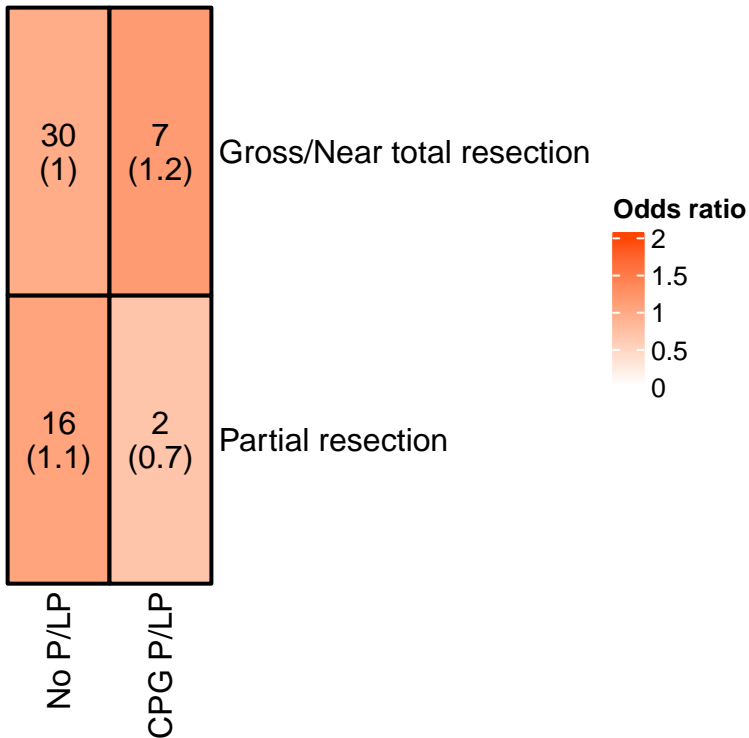 30
(1)
7
(1.2)
Gross/Near total resection
16
(1.1)
2
(0.7)
Partial resection
No P/LP
CPG P/LP
Odds ratio
2
1.5
1
0.5
0